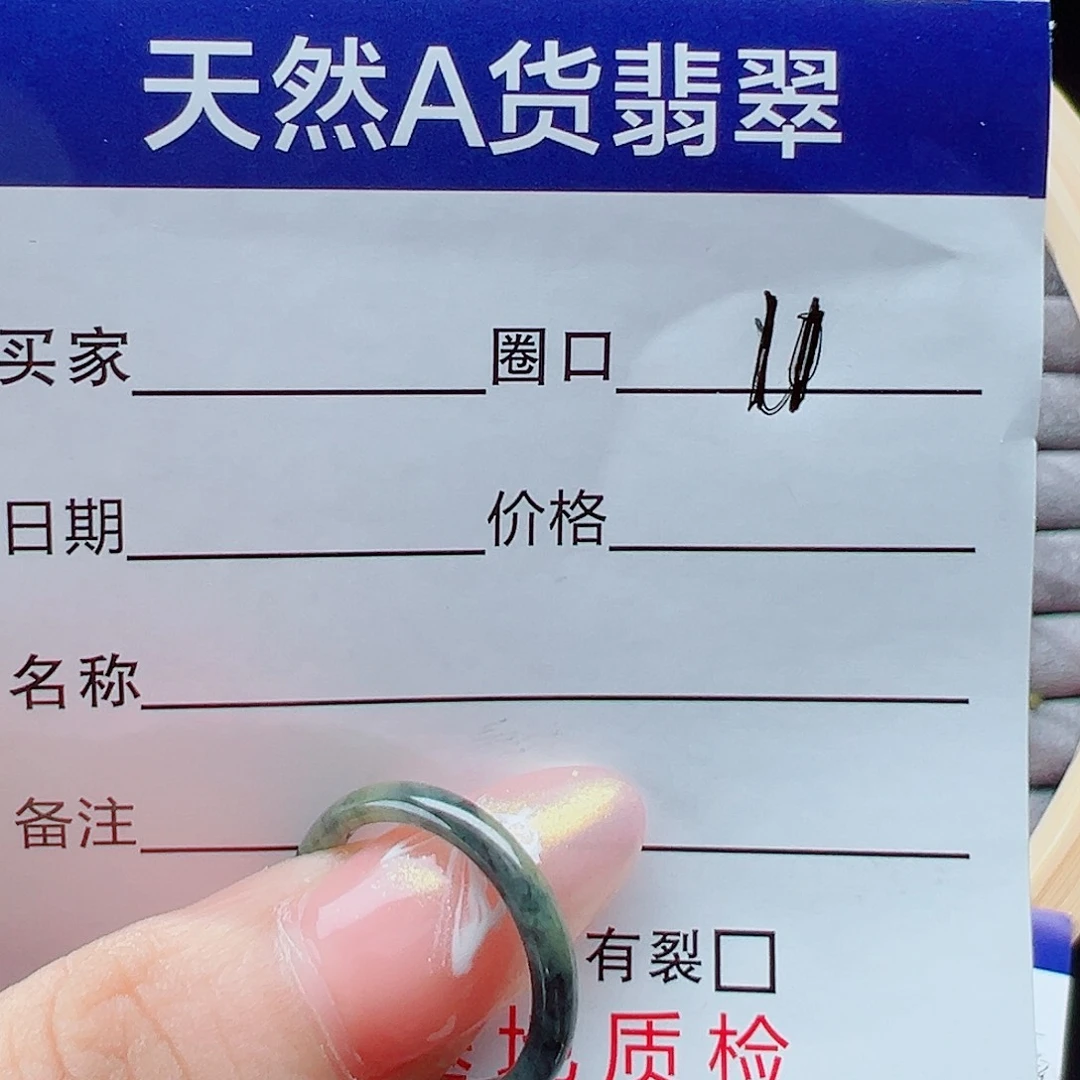 天然A货翡翠
买家 圈口
日期 价格
名称
备注
有裂
地质检